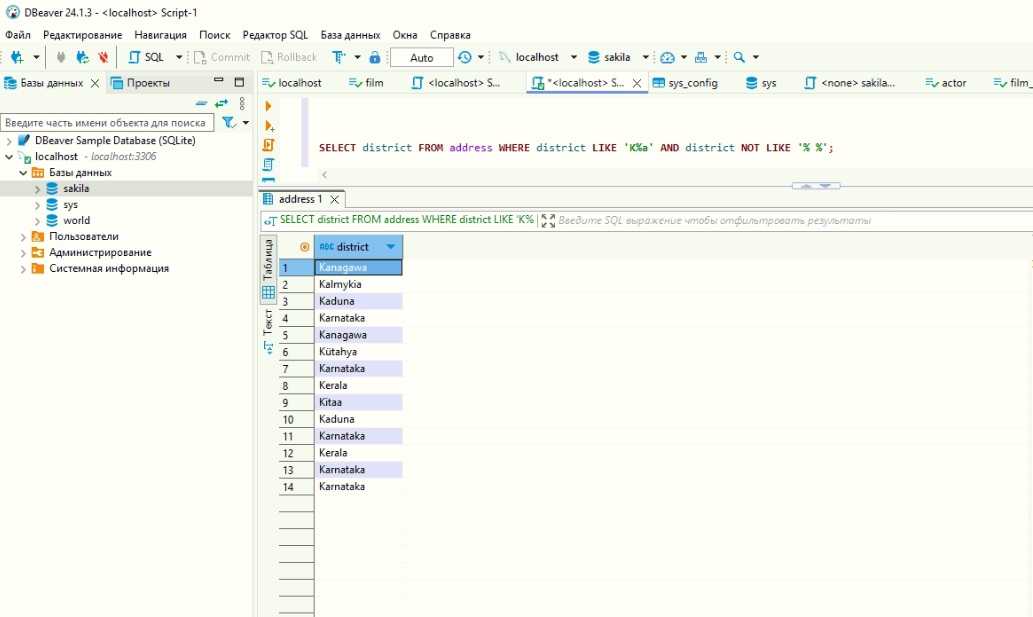 DBeaver 24.1.3 - <localhost> Script-1
Файл Редактирование Навигация Поиск Редактор SQL База данных Окна Справка
SQL Commit Rollback Auto localhost sakila
Базы данных Проекты
localhost film <localhost> S... *<localhost> S... sys_config sys <none> sakila... actor film_
Введите часть имени объекта для поиска
DBeaver Sample Database (SQLite)
localhost - localhost:3306
Базы данных
sakila
sys
world
Пользователи
Администрирование
Системная информация
SELECT district FROM address WHERE district LIKE 'K%a' AND district NOT LIKE '% %';
address 1
SELECT district FROM address WHERE district LIKE 'K% Введите SQL выражение чтобы отфильтровать результаты
Таблица
Текст
ABC district
1 Kanagawa
2 Kalmykia
3 Kaduna
4 Karnataka
5 Kanagawa
6 Kütahya
7 Karnataka
8 Kerala
9 Kitaa
10 Kaduna
11 Karnataka
12 Kerala
13 Karnataka
14 Karnataka